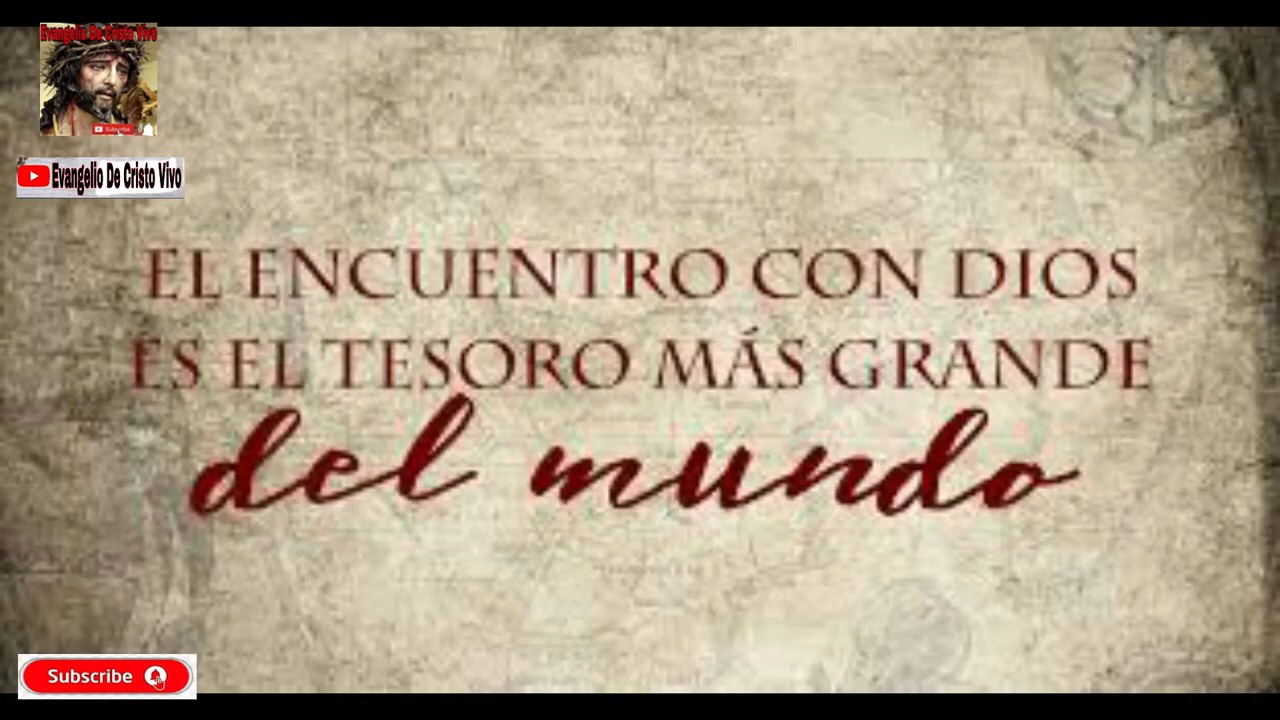 Evangelio De Cristo Vivo
Subscribe
Evangelio De Cristo Vivo
EL ENCUENTRO CON DIOS
ES EL TESORO MÁS GRANDE
del mundo
Subscribe